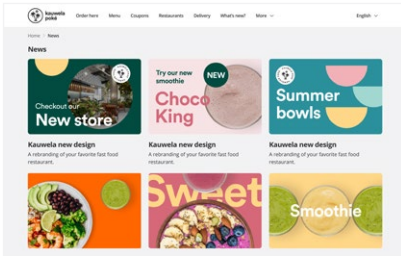 kauwela
poké
Order here
Menu
Coupons
Restaurants
Delivery
What's new?
More
English
Home / News
News
Checkout our
New store
Try our new
smoothie
NEW
Choco
King
Summer
bowls
Kauwela new design
A rebranding of your favorite fast food
restaurant.
Kauwela new design
A rebranding of your favorite fast food
restaurant.
Kauwela new design
A rebranding of your favorite fast food
restaurant.
Sweet
Smoothie